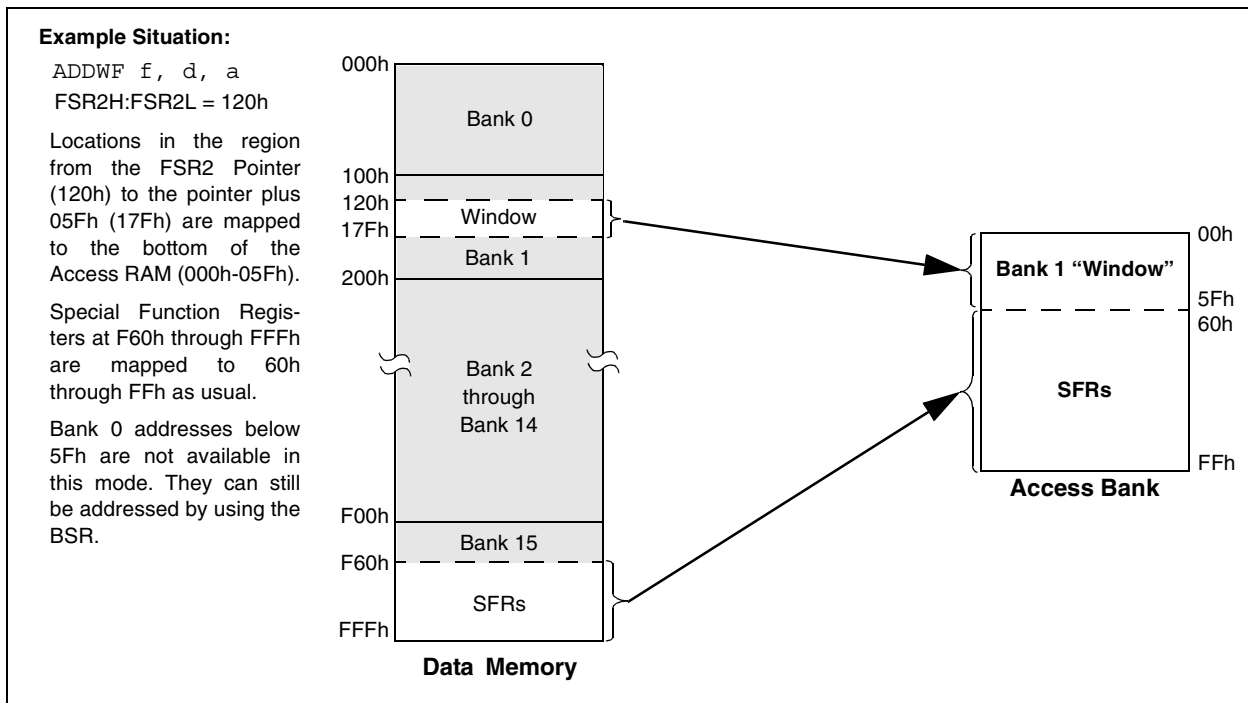 Example Situation:
ADDWF f, d, a
FSR2H:FSR2L = 120h
Locations in the region
from the FSR2 Pointer
(120h) to the pointer plus
05Fh (17Fh) are mapped
to the bottom of the
Access RAM (000h-05Fh).
Special Function Regis-
ters at F60h through FFFh
are mapped to 60h
through FFh as usual.
Bank 0 addresses below
5Fh are not available in
this mode. They can still
be addressed by using the
BSR.
000h
Bank 0
100h
120h
Window
17Fh
Bank 1
200h
Bank 2
through
Bank 14
F00h
Bank 15
F60h
SFRs
FFFh
Data Memory
00h
Bank 1 “Window”
5Fh
60h
SFRs
FFh
Access Bank